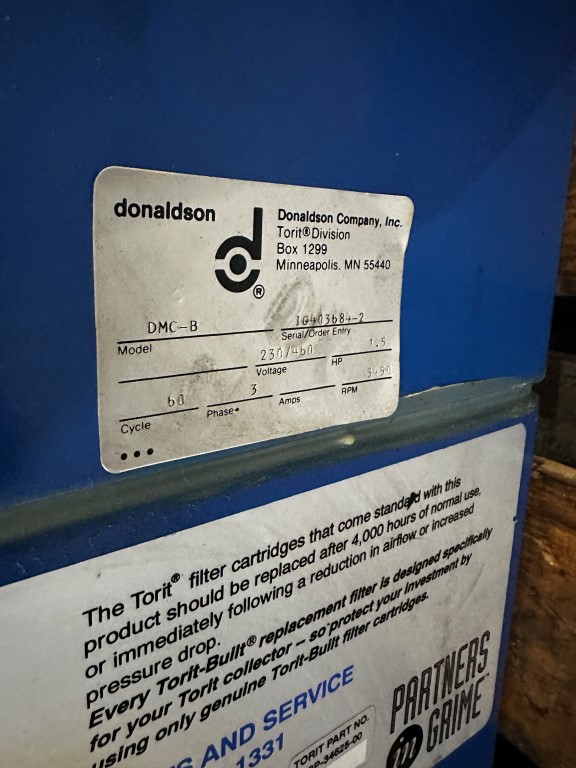 donaldson
d
®
Donaldson Company, Inc.
Torit® Division
Box 1299
Minneapolis, MN 55440
DMC-B
Model
IG403684-2
Serial/Order Entry
230/460
Voltage
1.5
HP
60
Cycle
3
Phase
Amps
3450
RPM
The Torit® filter cartridges that come standard with this
product should be replaced after 4,000 hours of normal use,
or immediately following a reduction in airflow or increased
pressure drop.
Every Torit-Built® replacement filter is designed specifically
for your Torit collector – so protect your investment by
using only genuine Torit-Built filter cartridges.
AND SERVICE
1331
TORIT PART NO.
PARTNERS
in GRIME™